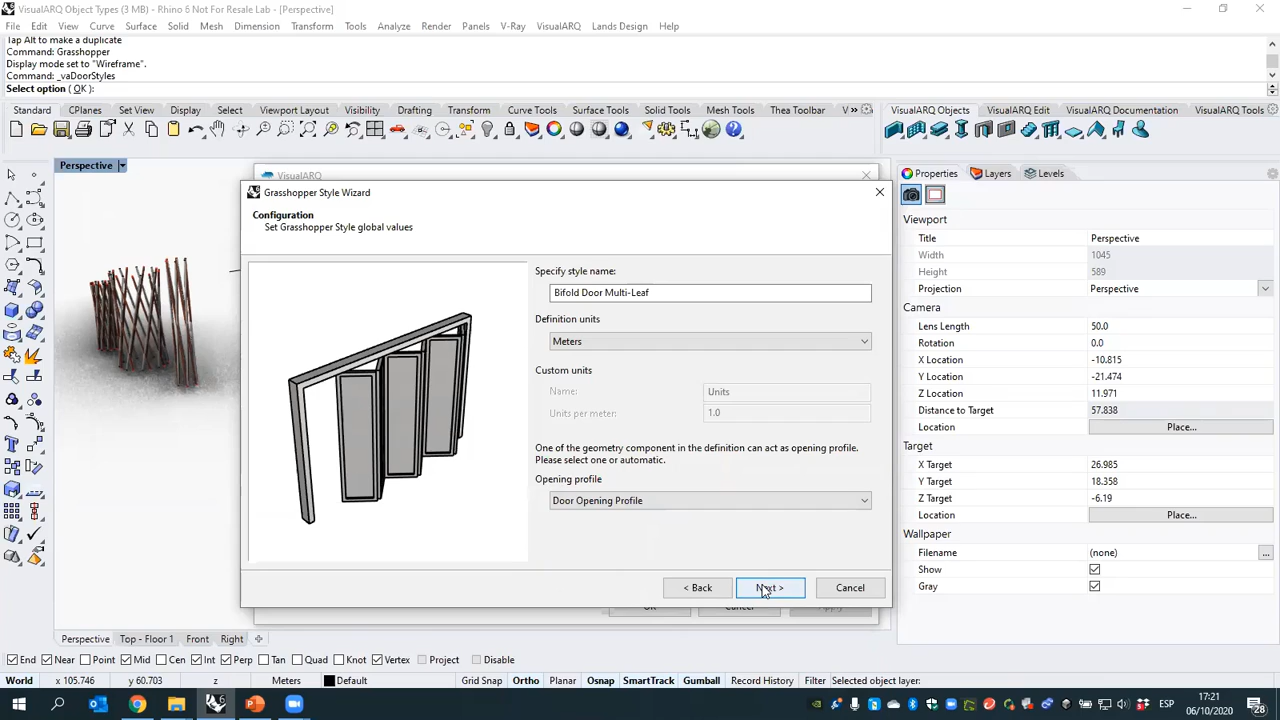 VisualARQ Object Types (3 MB) - Rhino 6 Not For Resale Lab - [Perspective]
File Edit View Curve Surface Solid Mesh Dimension Transform Tools Analyze Render Panels V-Ray VisualARQ Lands Design Help
Tap Alt to make a duplicate
Command: Grasshopper
Display mode set to "Wireframe".
Command: _vaDoorStyles
Select option ( OK ):
Standard CPlanes Set View Display Select Viewport Layout Visibility Drafting Transform Curve Tools Surface Tools Solid Tools Mesh Tools Thea Toolbar V »
VisualARQ Objects VisualARQ Edit VisualARQ Documentation VisualARQ Tools
Perspective
VisualARQ
Grasshopper Style Wizard
Configuration
Set Grasshopper Style global values
Specify style name:
Bifold Door Multi-Leaf
Definition units
Meters
Custom units
Name: Units
Units per meter: 1.0
One of the geometry component in the definition can act as opening profile.
Please select one or automatic.
Opening profile
Door Opening Profile
< Back Next > Cancel
OK Cancel Apply
Properties Layers Levels
Viewport
Title Perspective
Width 1045
Height 589
Projection Perspective
Camera
Lens Length 50.0
Rotation 0.0
X Location -10.815
Y Location -21.474
Z Location 11.971
Distance to Target 57.838
Location Place...
Target
X Target 26.985
Y Target 18.358
Z Target -6.19
Location Place...
Wallpaper
Filename (none) ...
Show
Gray
Perspective Top - Floor 1 Front Right
End Near Point Mid Cen Int Perp Tan Quad Knot Vertex Project Disable
World x 105.746 y 60.703 z Meters Default Grid Snap Ortho Planar Osnap SmartTrack Gumball Record History Filter Selected object layer:
ESP
17:21
06/10/2020
28